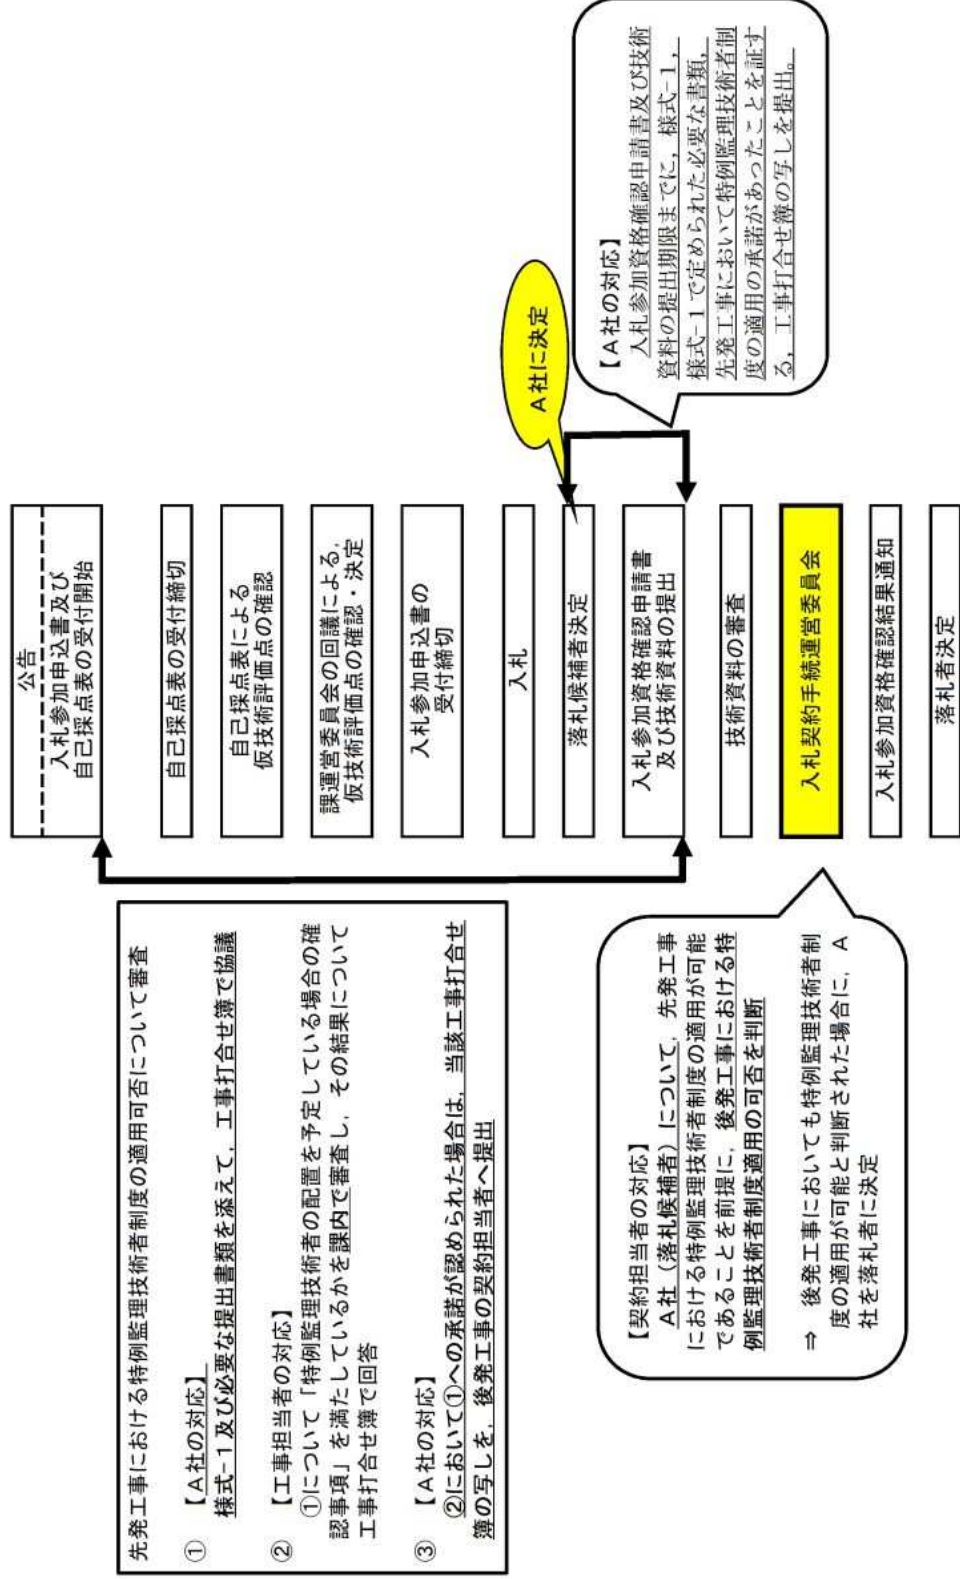 先発工事における特例監理技術者制度の適用可否について審査
① 【A社の対応】
様式-1及び必要な提出書類を添えて，工事打合せ簿で協議
② 【工事担当者の対応】
①について「特例監理技術者の配置を予定している場合の確
認事項」を満たしているかを課内で審査し，その結果について
工事打合せ簿で回答
③ 【A社の対応】
②において①への承諾が認められた場合は，当該工事打合せ
簿の写しを，後発工事の契約担当者へ提出
【契約担当者の対応】
A社（落札候補者）について，先発工事
における特例監理技術者制度の適用が可能
であることを前提に，後発工事における特
例監理技術者制度適用の可否を判断
⇒ 後発工事においても特例監理技術者制
度の適用が可能と判断された場合に，A
社を落札者に決定
公告
入札参加申込書及び
自己採点表の受付開始
自己採点表の受付締切
自己採点表による
仮技術評価点の確認
課運営委員会の回議による，
仮技術評価点の確認・決定
入札参加申込書の
受付締切
入札
落札候補者決定
入札参加資格確認申請書
及び技術資料の提出
技術資料の審査
入札契約手続運営委員会
入札参加資格確認結果通知
落札者決定
A社に決定
【A社の対応】
入札参加資格確認申請書及び技術
資料の提出期限までに，様式-1，
様式-1で定められた必要な書類，
先発工事において特例監理技術者制
度の適用の承諾があったことを証す
る，工事打合せ簿の写しを提出。